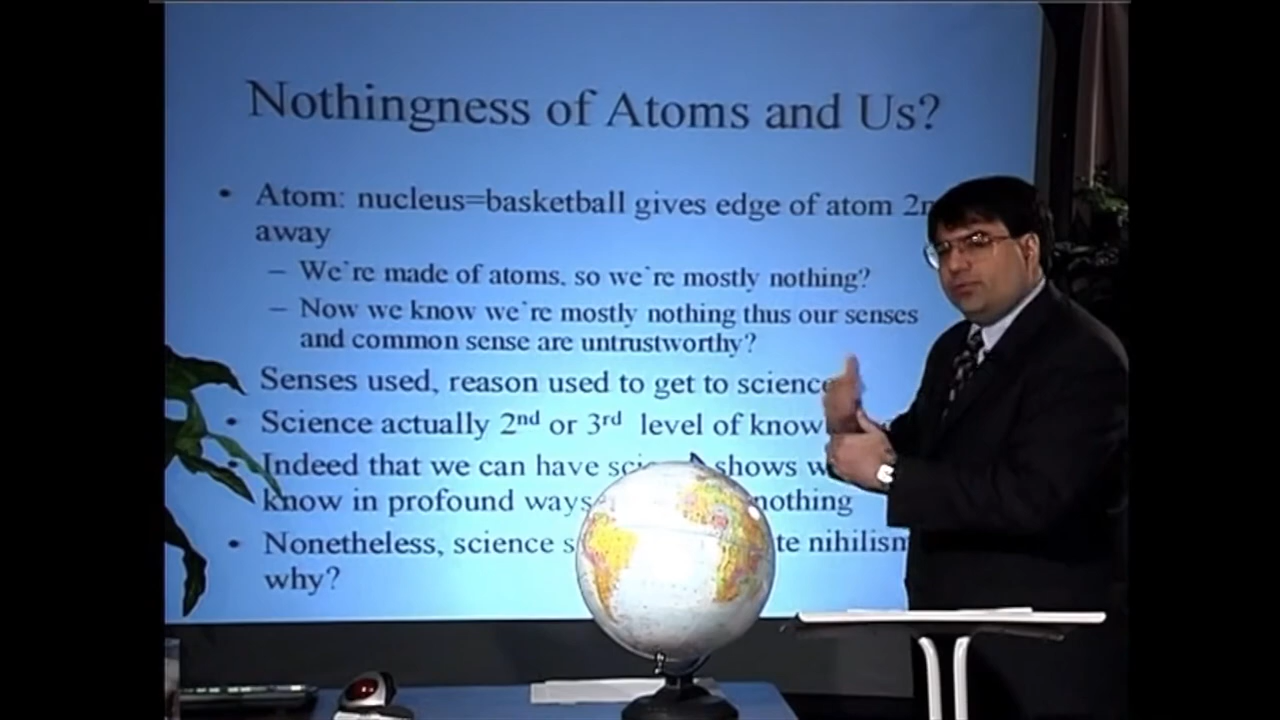 Nothingness of Atoms and Us?
• Atom: nucleus=basketball gives edge of atom
away
– We`re made of atoms, so we`re mostly nothing?
– Now we know we`re mostly nothing thus our senses
and common sense are untrustworthy?
Senses used, reason used to get to science
• Science actually 2nd or 3rd level of
• Indeed that we can have shows
know in profound ways nothing
• Nonetheless, science nihilism
why?